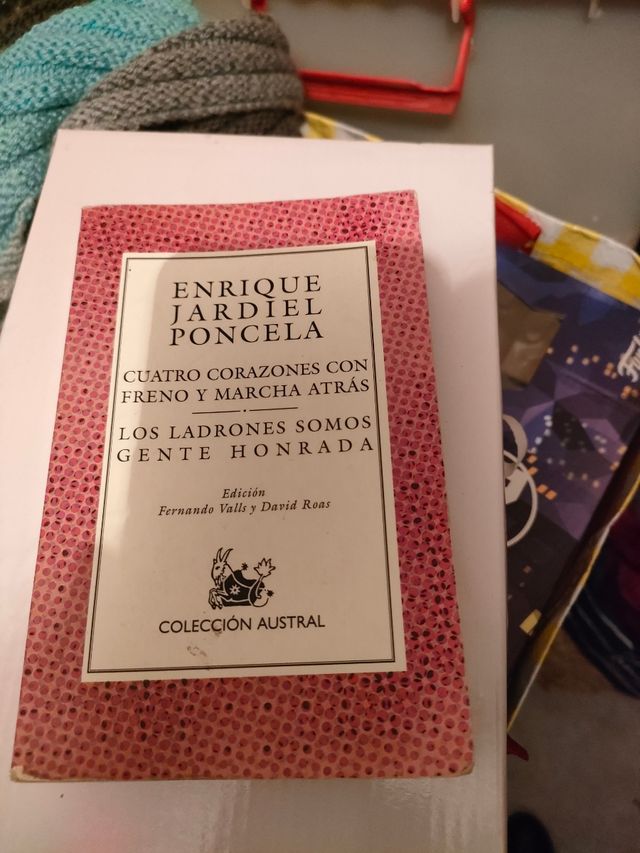 ENRIQUE
JARDIEL
PONCELA
CUATRO CORAZONES CON
FRENO Y MARCHA ATRÁS
LOS LADRONES SOMOS
GENTE HONRADA
Edición
Fernando Valls y David Roas
COLECCIÓN AUSTRAL